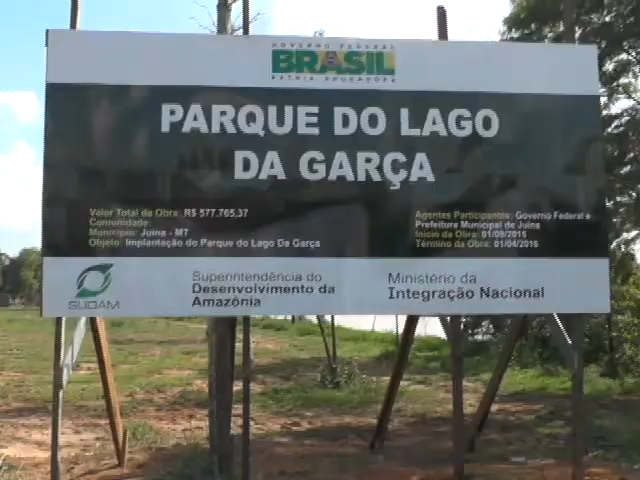 GOVERNO FEDERAL
BRASIL
PÁTRIA EDUCADORA
PARQUE DO LAGO
DA GARÇA
Valor Total da Obra: R$ 577.765,37
Comunidade:
Município: Juína - MT
Objeto: Implantação do Parque do Lago Da Garça
Agentes Participantes: Governo Federal e
Prefeitura Municipal de Juína
Início da Obra: 01/09/2015
Término da Obra: 01/04/2016
SUDAM
Superintendência do
Desenvolvimento da
Amazônia
Ministério da
Integração Nacional